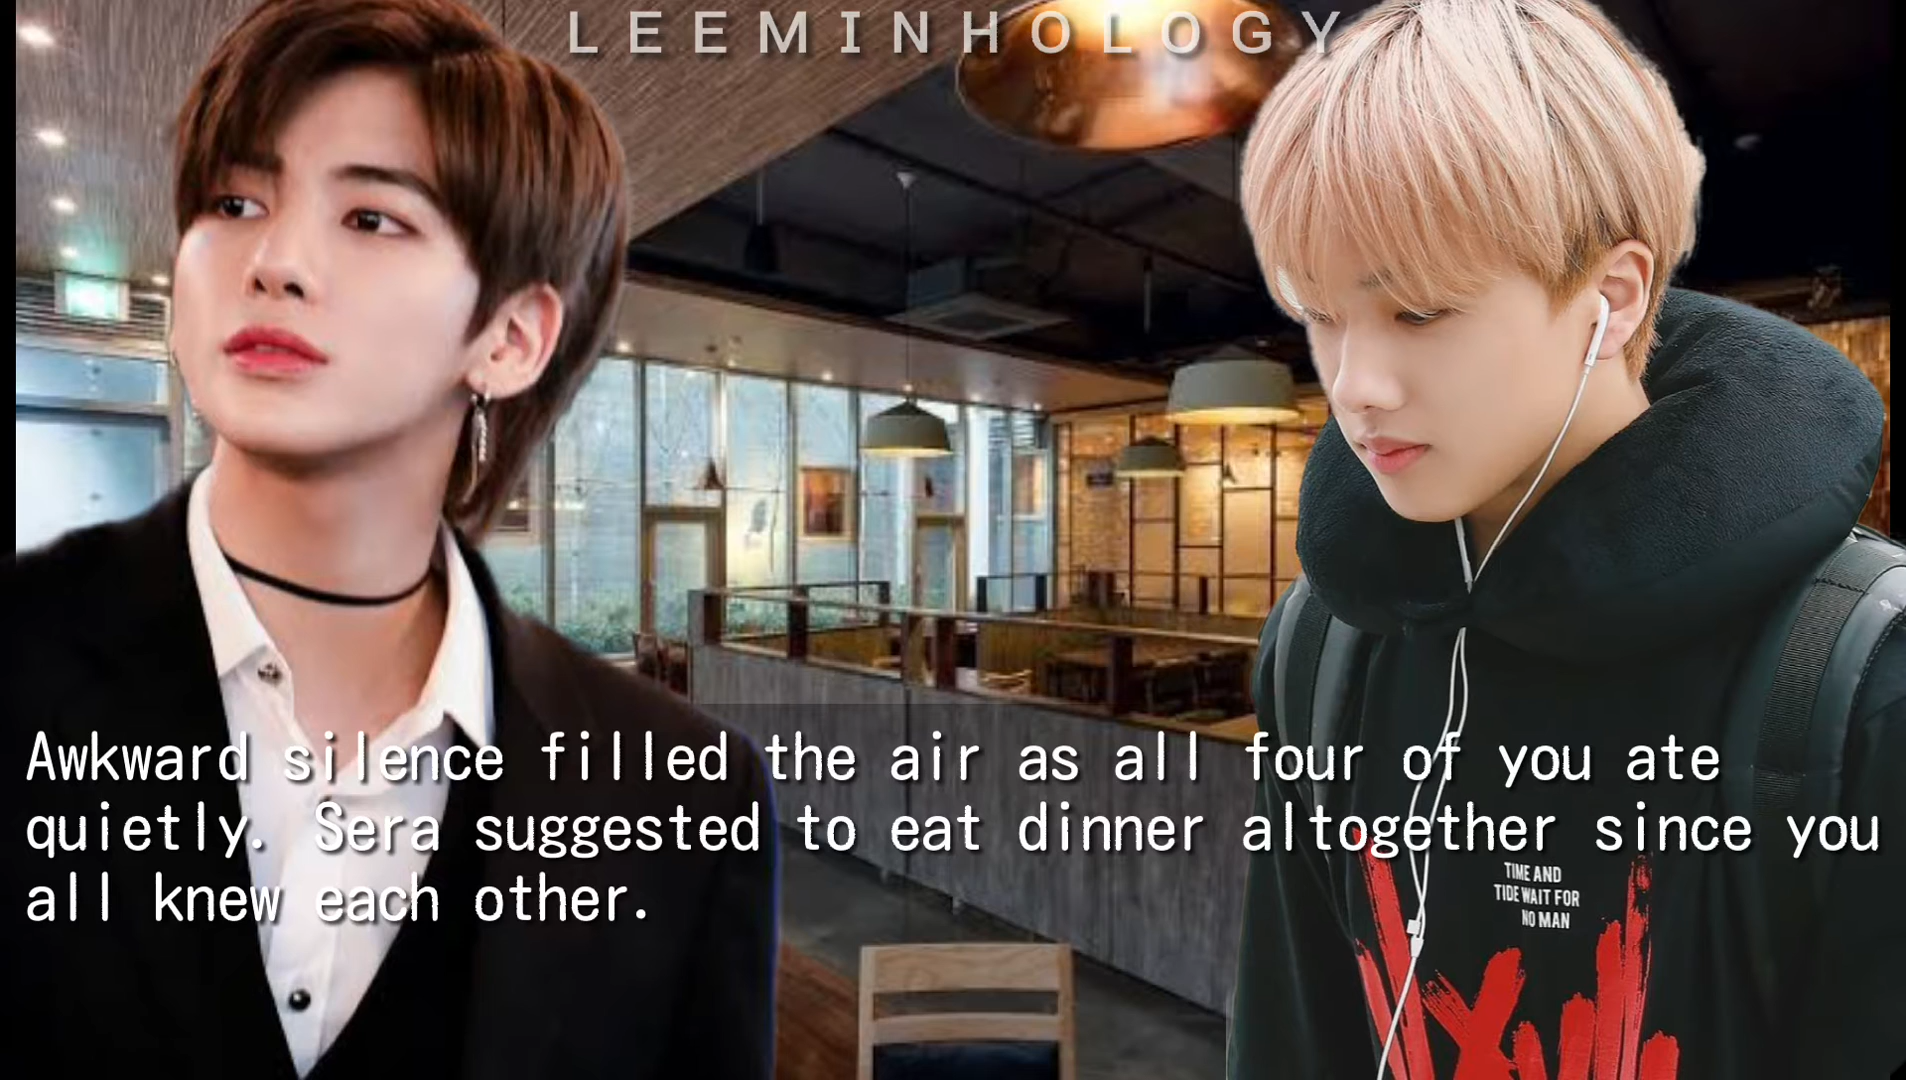 LEEMINHOLOGY
Awkward silence filled the air as all four of you ate
quietly. Sera suggested to eat dinner altogether since you
all knew each other.
TIME AND
TIDE WAIT FOR
NO MAN